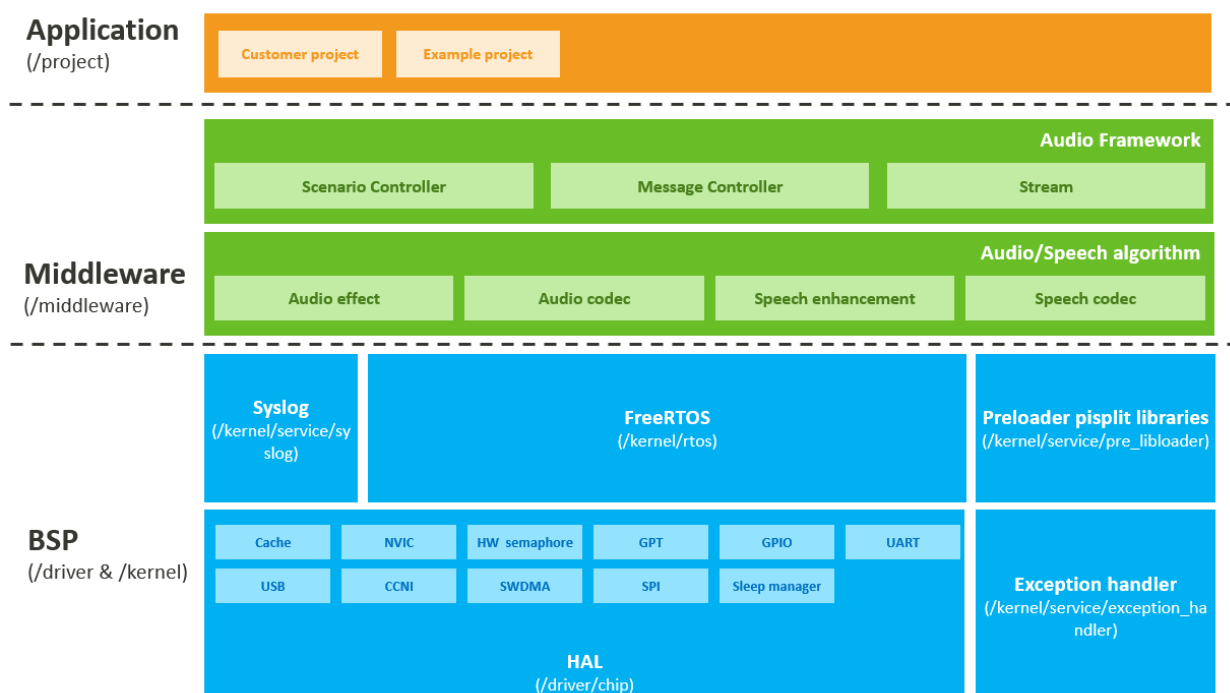 Application
(/project)
Customer project
Example project
Audio Framework
Scenario Controller
Message Controller
Stream
Middleware
(/middleware)
Audio/Speech algorithm
Audio effect
Audio codec
Speech enhancement
Speech codec
Syslog
(/kernel/service/sy
slog)
FreeRTOS
(/kernel/rtos)
Preloader pisplit libraries
(/kernel/service/pre_libloader)
BSP
(/driver & /kernel)
Cache
NVIC
HW semaphore
GPT
GPIO
UART
USB
CCNI
SWDMA
SPI
Sleep manager
HAL
(/driver/chip)
Exception handler
(/kernel/service/exception_ha
ndler)